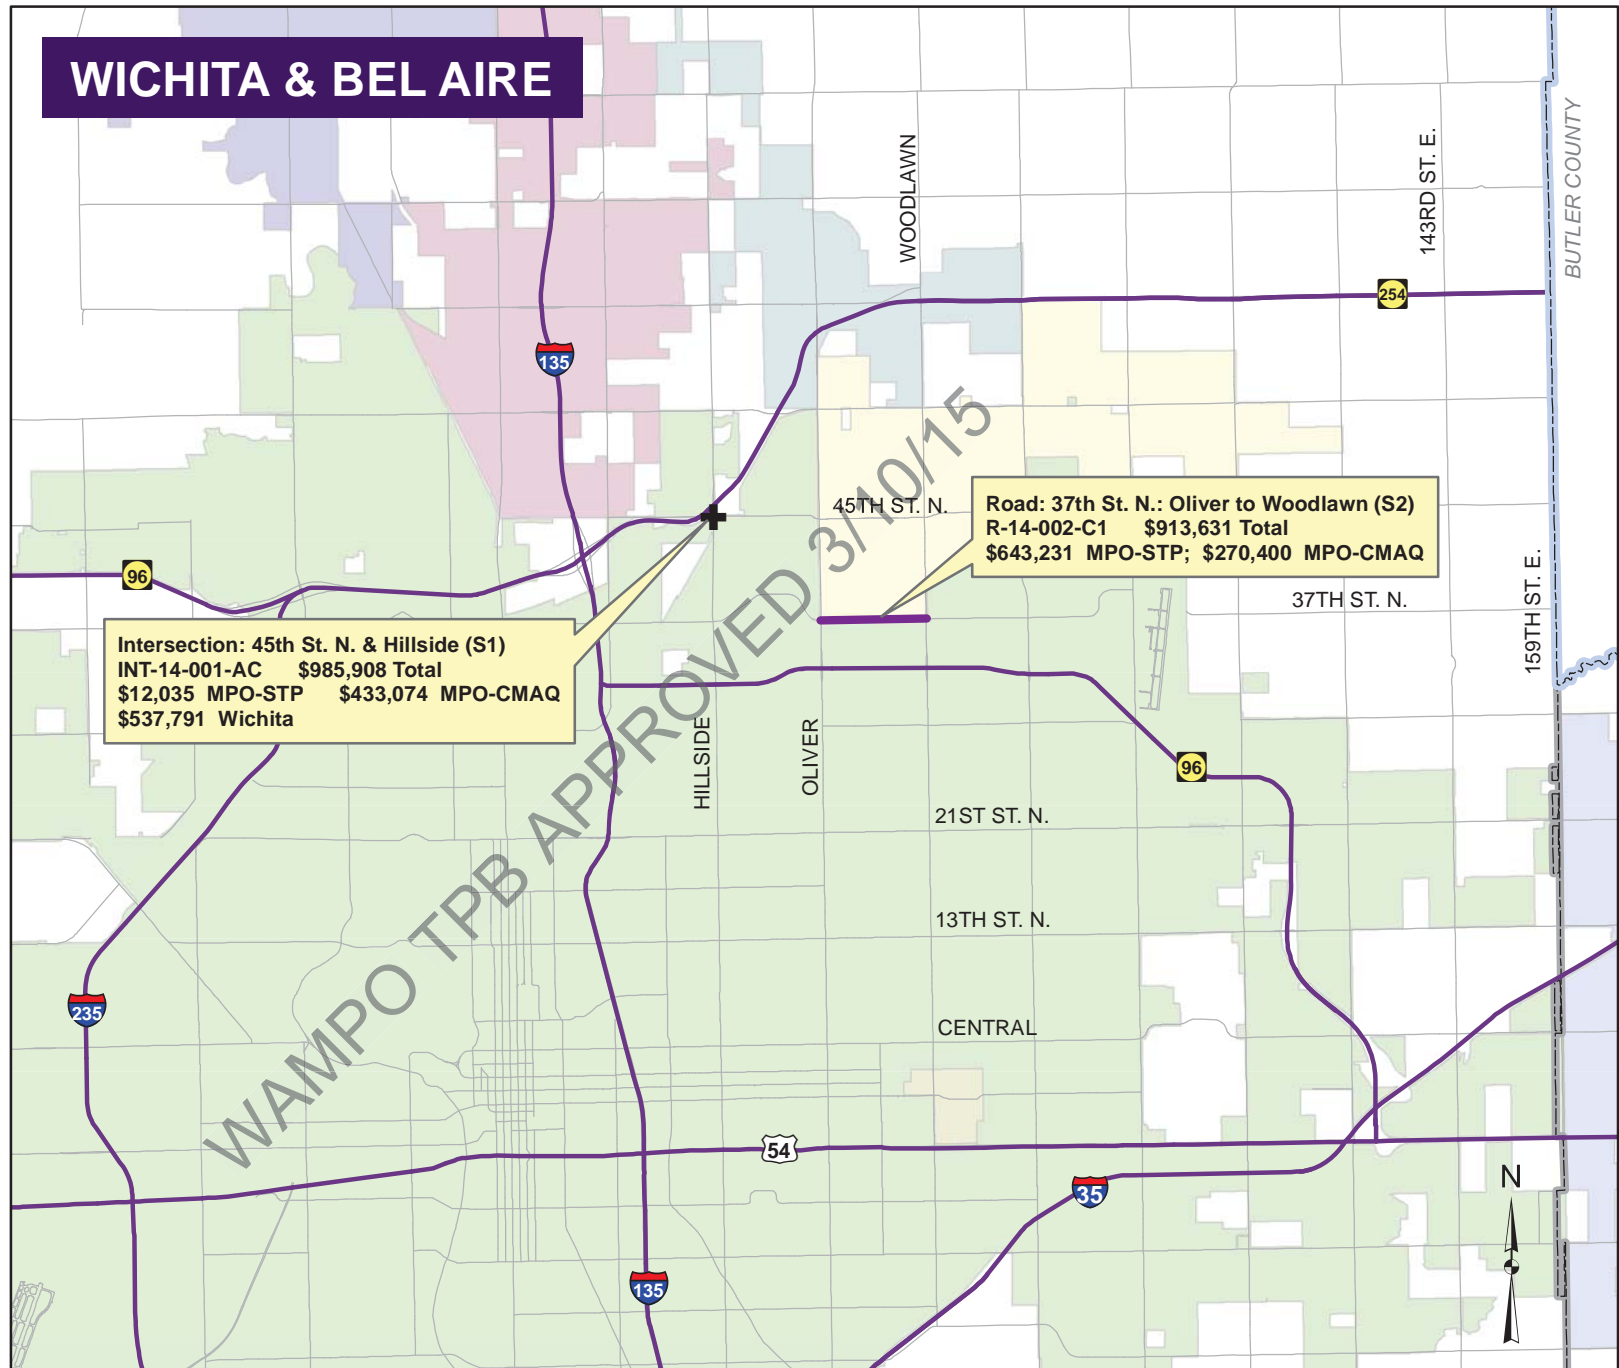 WICHITA & BEL AIRE
WOODLAWN
143RD ST. E.
BUTLER COUNTY
254
135
45TH ST. N.
Road: 37th St. N.: Oliver to Woodlawn (S2)
R-14-002-C1 $913,631 Total
$643,231 MPO-STP; $270,400 MPO-CMAQ
96
37TH ST. N.
159TH ST. E.
Intersection: 45th St. N. & Hillside (S1)
INT-14-001-AC $985,908 Total
$12,035 MPO-STP $433,074 MPO-CMAQ
$537,791 Wichita
HILLSIDE
OLIVER
96
21ST ST. N.
13TH ST. N.
235
CENTRAL
WAMPO TPB APPROVED 3/10/15
54
35
N
135